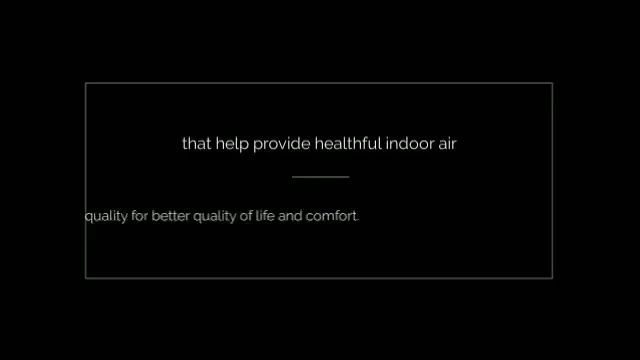 that help provide healthful indoor air
quality for better quality of life and comfort.